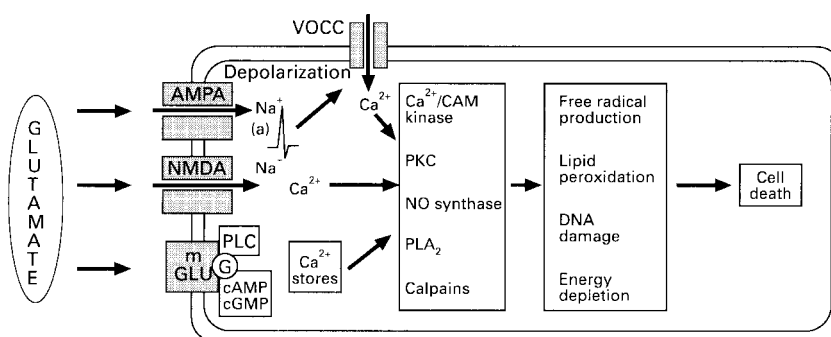 VOCC
Depolarization
GLUTAMATE
AMPA
Na⁺
(a)
Na⁻
NMDA
Ca²⁺
Ca²⁺
m
GLU
G
PLC
cAMP
cGMP
Ca²⁺
stores
Ca²⁺/CAM
kinase
PKC
NO synthase
PLA₂
Calpains
Free radical
production
Lipid
peroxidation
DNA
damage
Energy
depletion
Cell
death